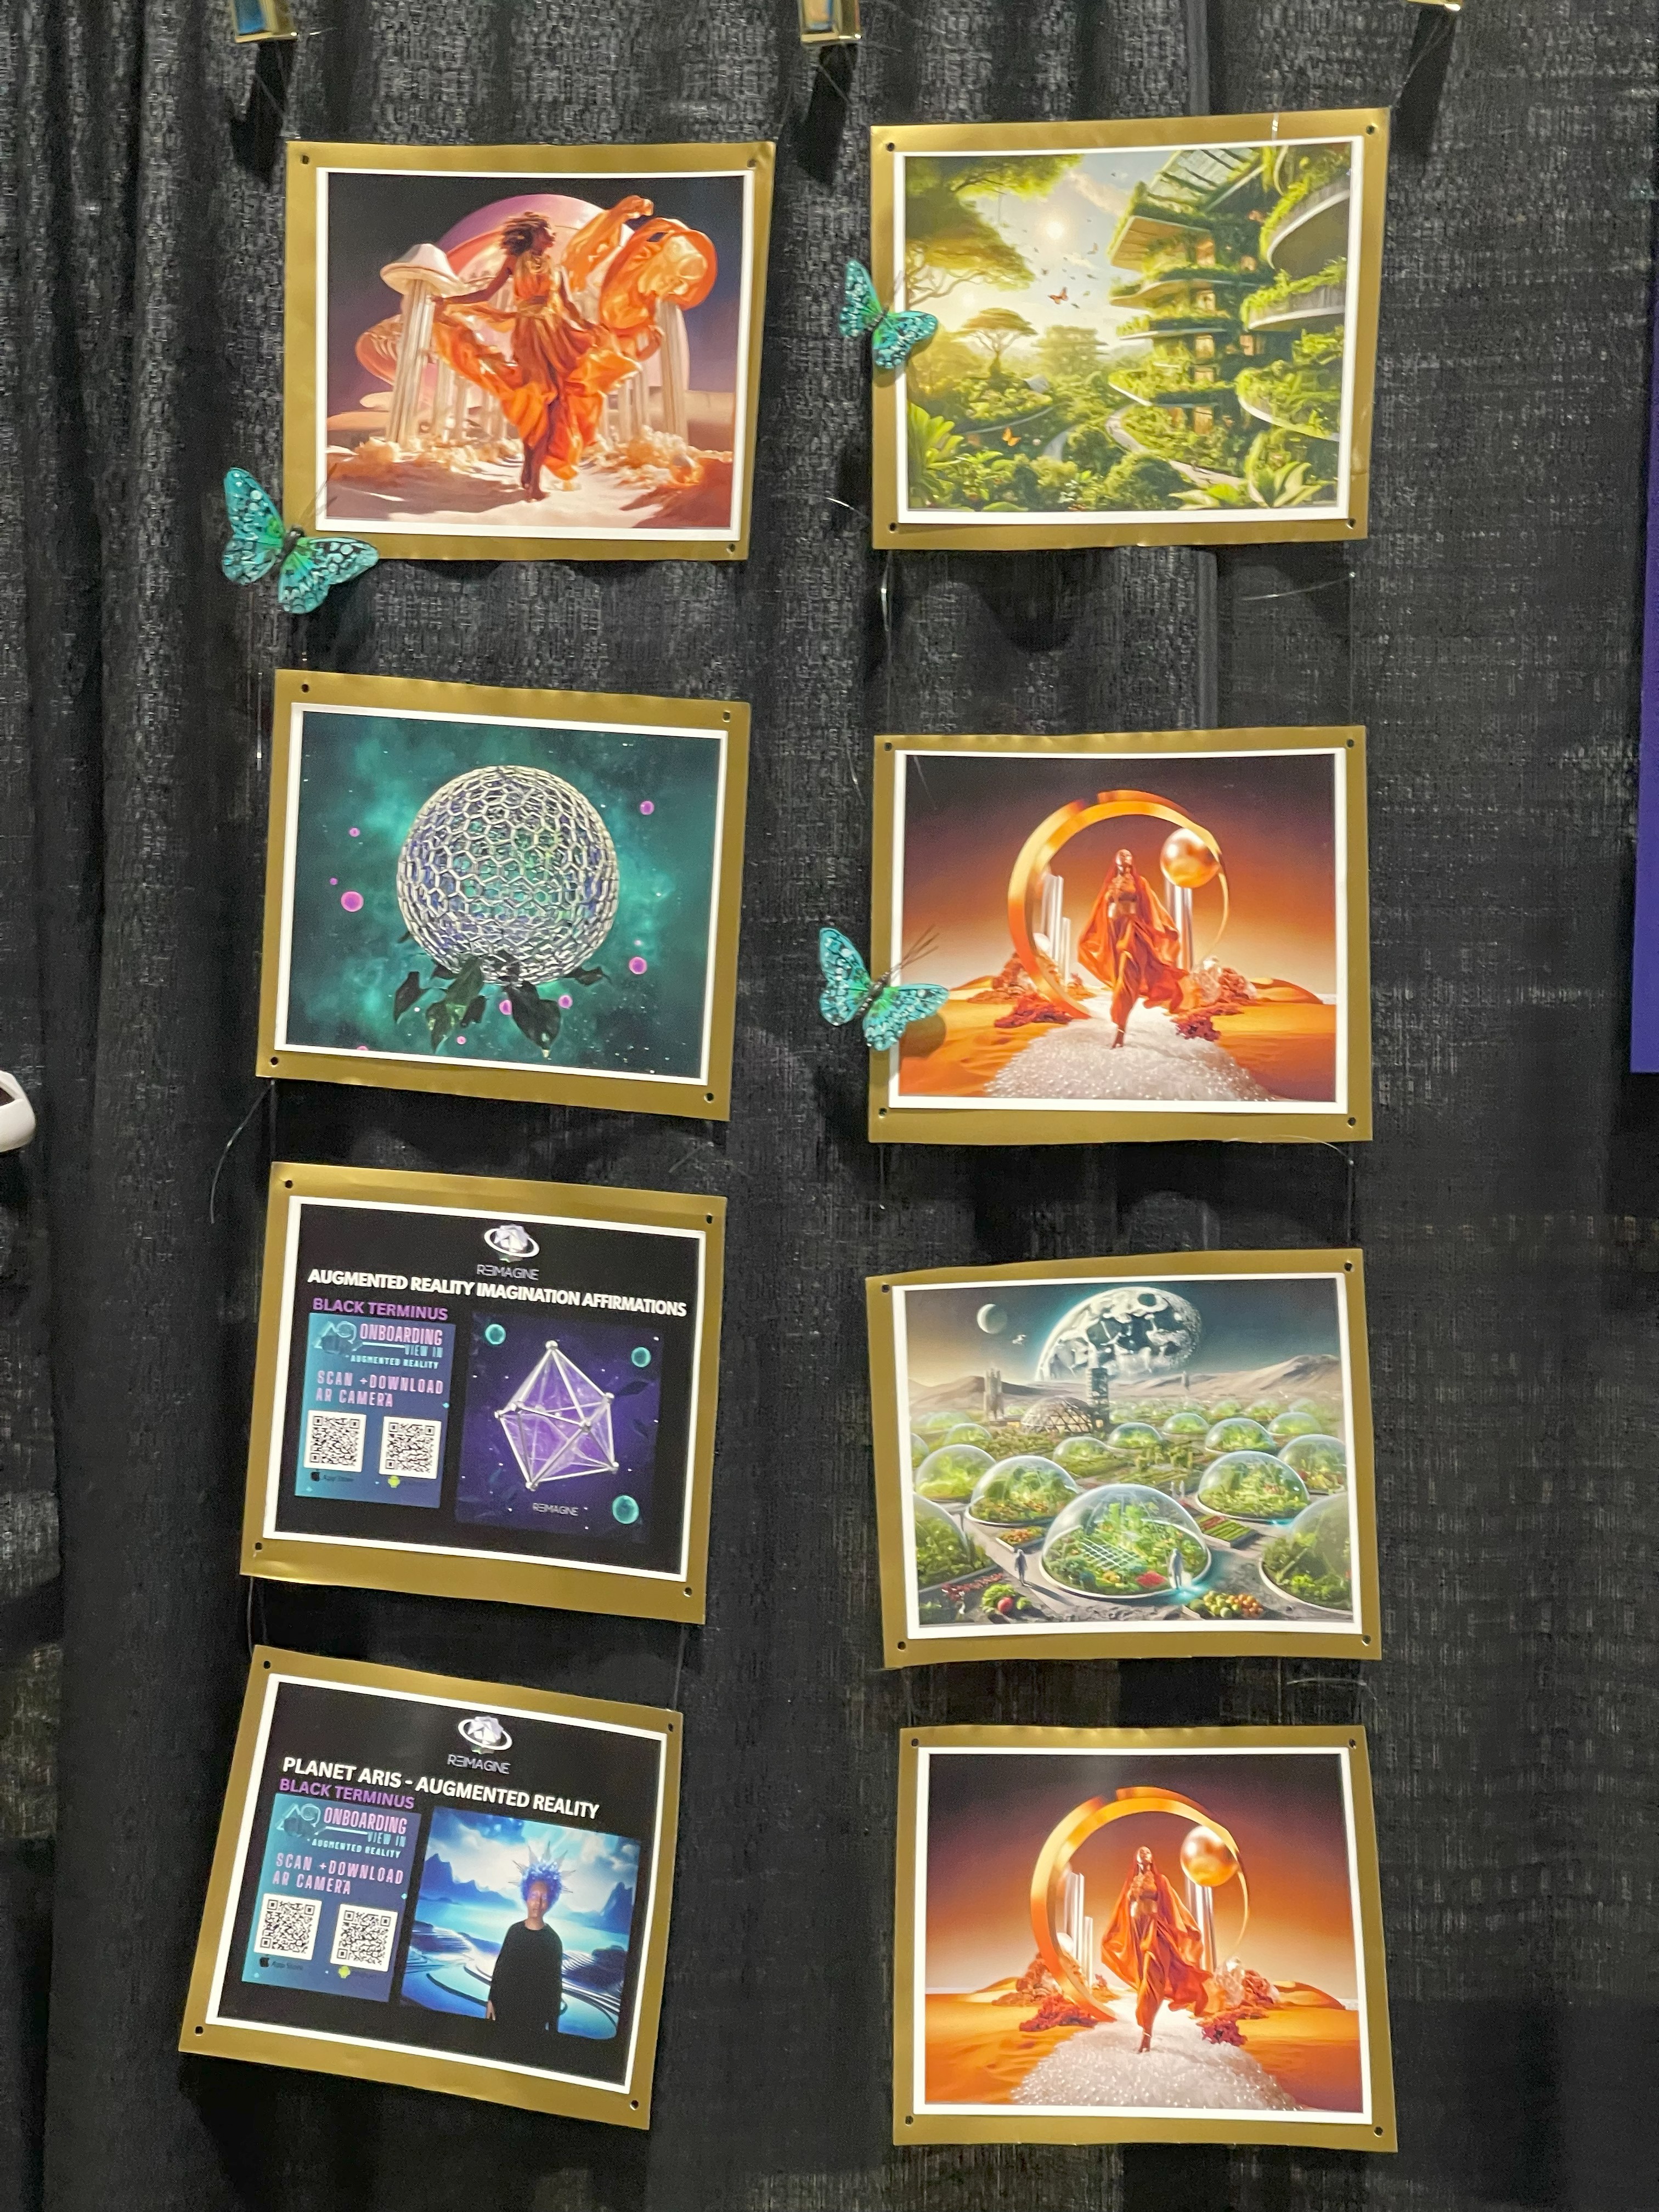 REIMAGINE
AUGMENTED REALITY IMAGINATION AFFIRMATIONS
BLACK TERMINUS
ONBOARDING
VIEW IN
AUGMENTED REALITY
SCAN + DOWNLOAD
AR CAMERA
App Store
REIMAGINE
REIMAGINE
PLANET ARIS - AUGMENTED REALITY
BLACK TERMINUS
ONBOARDING
VIEW IN
AUGMENTED REALITY
SCAN + DOWNLOAD
AR CAMERA
App Store